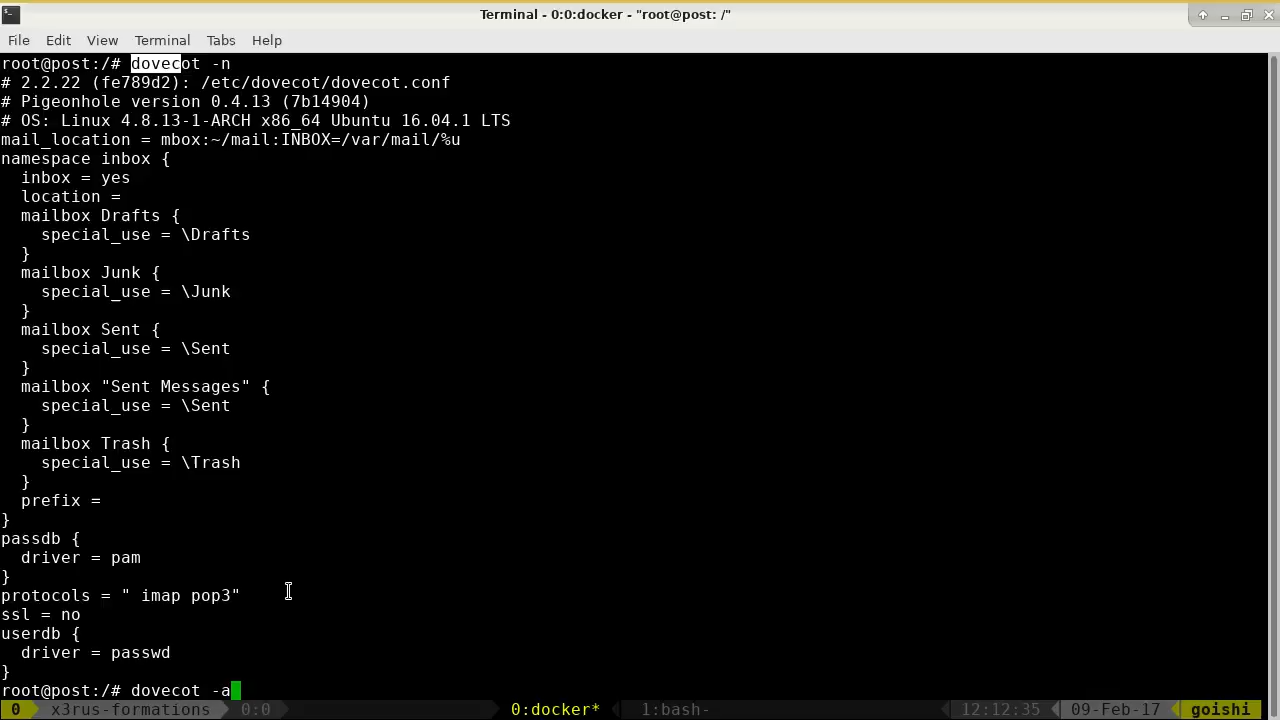 Terminal - 0:0:docker - "root@post: /"
File Edit View Terminal Tabs Help
root@post:/# dovecot -n
# 2.2.22 (fe789d2): /etc/dovecot/dovecot.conf
# Pigeonhole version 0.4.13 (7b14904)
# OS: Linux 4.8.13-1-ARCH x86_64 Ubuntu 16.04.1 LTS
mail_location = mbox:~/mail:INBOX=/var/mail/%u
namespace inbox {
  inbox = yes
  location =
  mailbox Drafts {
    special_use = \Drafts
  }
  mailbox Junk {
    special_use = \Junk
  }
  mailbox Sent {
    special_use = \Sent
  }
  mailbox "Sent Messages" {
    special_use = \Sent
  }
  mailbox Trash {
    special_use = \Trash
  }
  prefix =
}
passdb {
  driver = pam
}
protocols = " imap pop3"
ssl = no
userdb {
  driver = passwd
}
root@post:/# dovecot -a
0 x3rus-formations 0:0 0:docker* 1:bash- 12:12:35 09-Feb-17 goishi